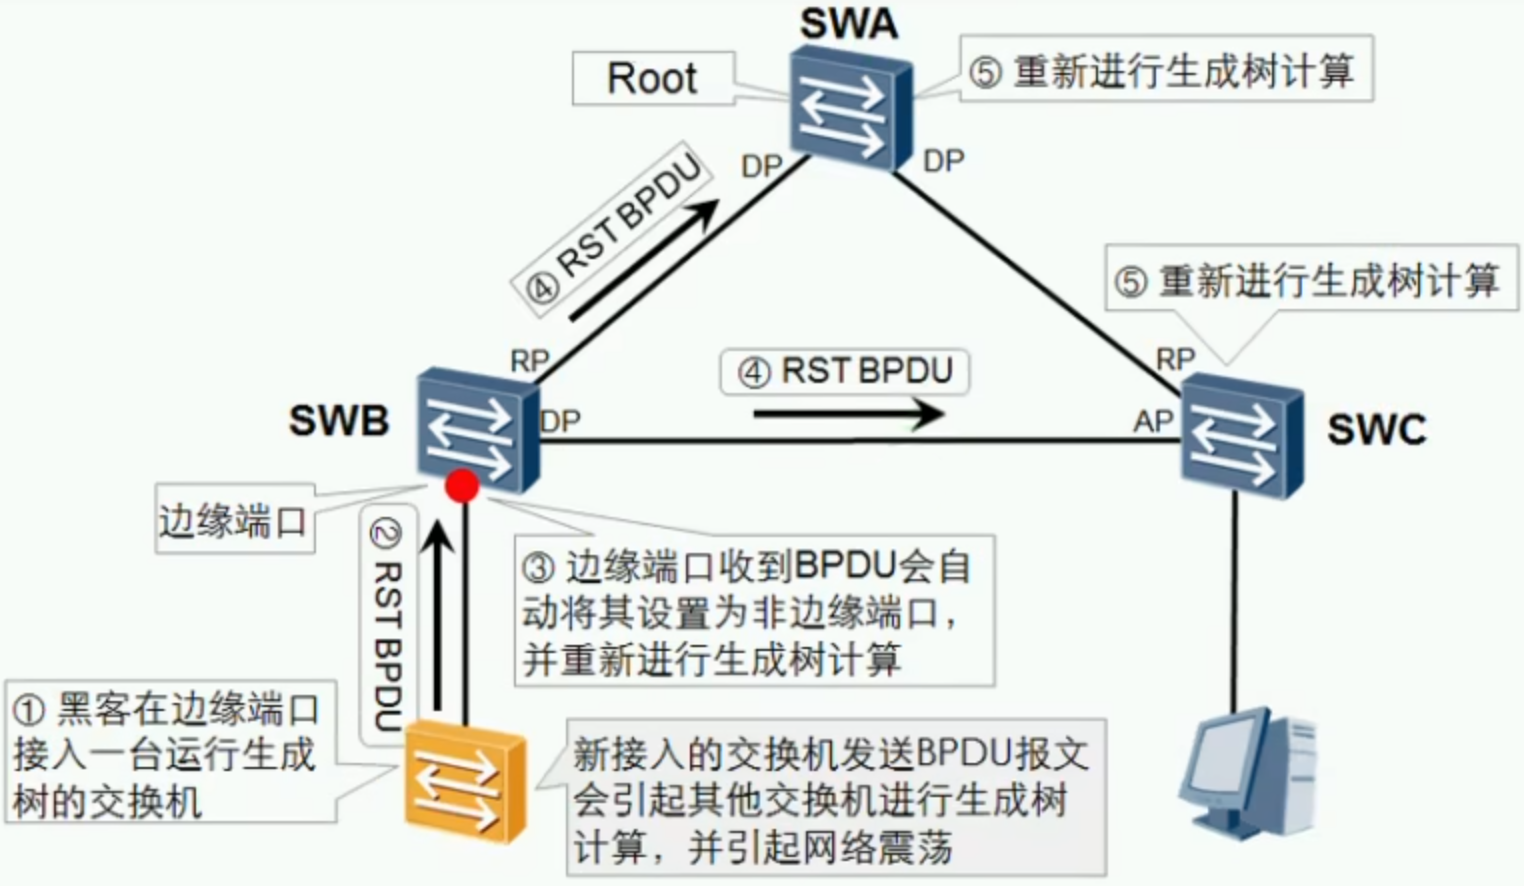 SWA
Root
⑤ 重新进行生成树计算
DP
DP
④ RST BPDU
⑤ 重新进行生成树计算
RP
④ RST BPDU
RP
SWB
DP
AP
SWC
边缘端口
② RST BPDU
③ 边缘端口收到BPDU会自
动将其设置为非边缘端口，
并重新进行生成树计算
① 黑客在边缘端口
接入一台运行生成
树的交换机
新接入的交换机发送BPDU报文
会引起其他交换机进行生成树
计算，并引起网络震荡